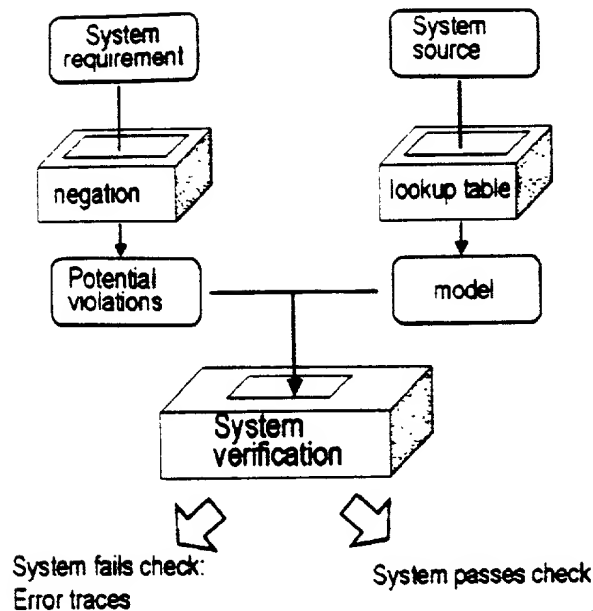 System
requirement
System
source
negation
lookup table
Potential
violations
model
System
verification
System fails check:
Error traces
System passes check